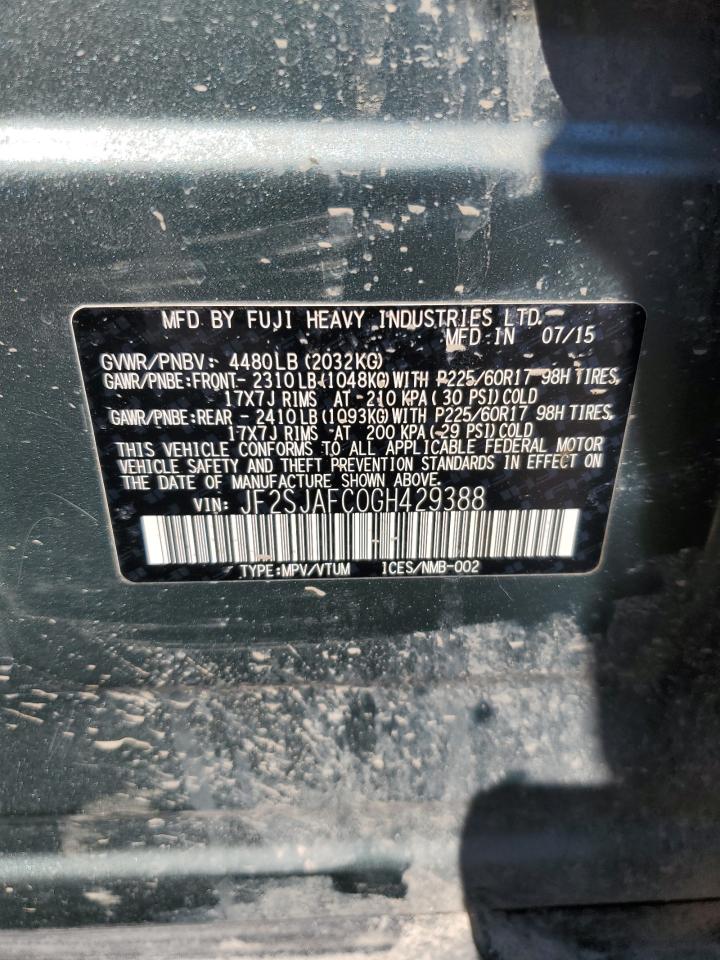 MFD BY FUJI HEAVY INDUSTRIES LTD.
MFD IN 07/15
GVWR/PNBV: 4480LB (2032KG)
GAWR/PNBE:FRONT- 2310LB(1048KG)WITH P225/60R17 98H TIRES,
17X7J RIMS AT 210 KPA( 30 PSI)COLD
GAWR/PNBE:REAR - 2410LB(1093KG)WITH P225/60R17 98H TIRES,
17X7J RIMS AT 200 KPA( 29 PSI)COLD
THIS VEHICLE CONFORMS TO ALL APPLICABLE FEDERAL MOTOR
VEHICLE SAFETY AND THEFT PREVENTION STANDARDS IN EFFECT ON
THE DATE OF MANUFACTURE SHOWN ABOVE.
VIN: JF2SJAFC0GH429388
TYPE:MPV/VTUM ICES/NMB-002